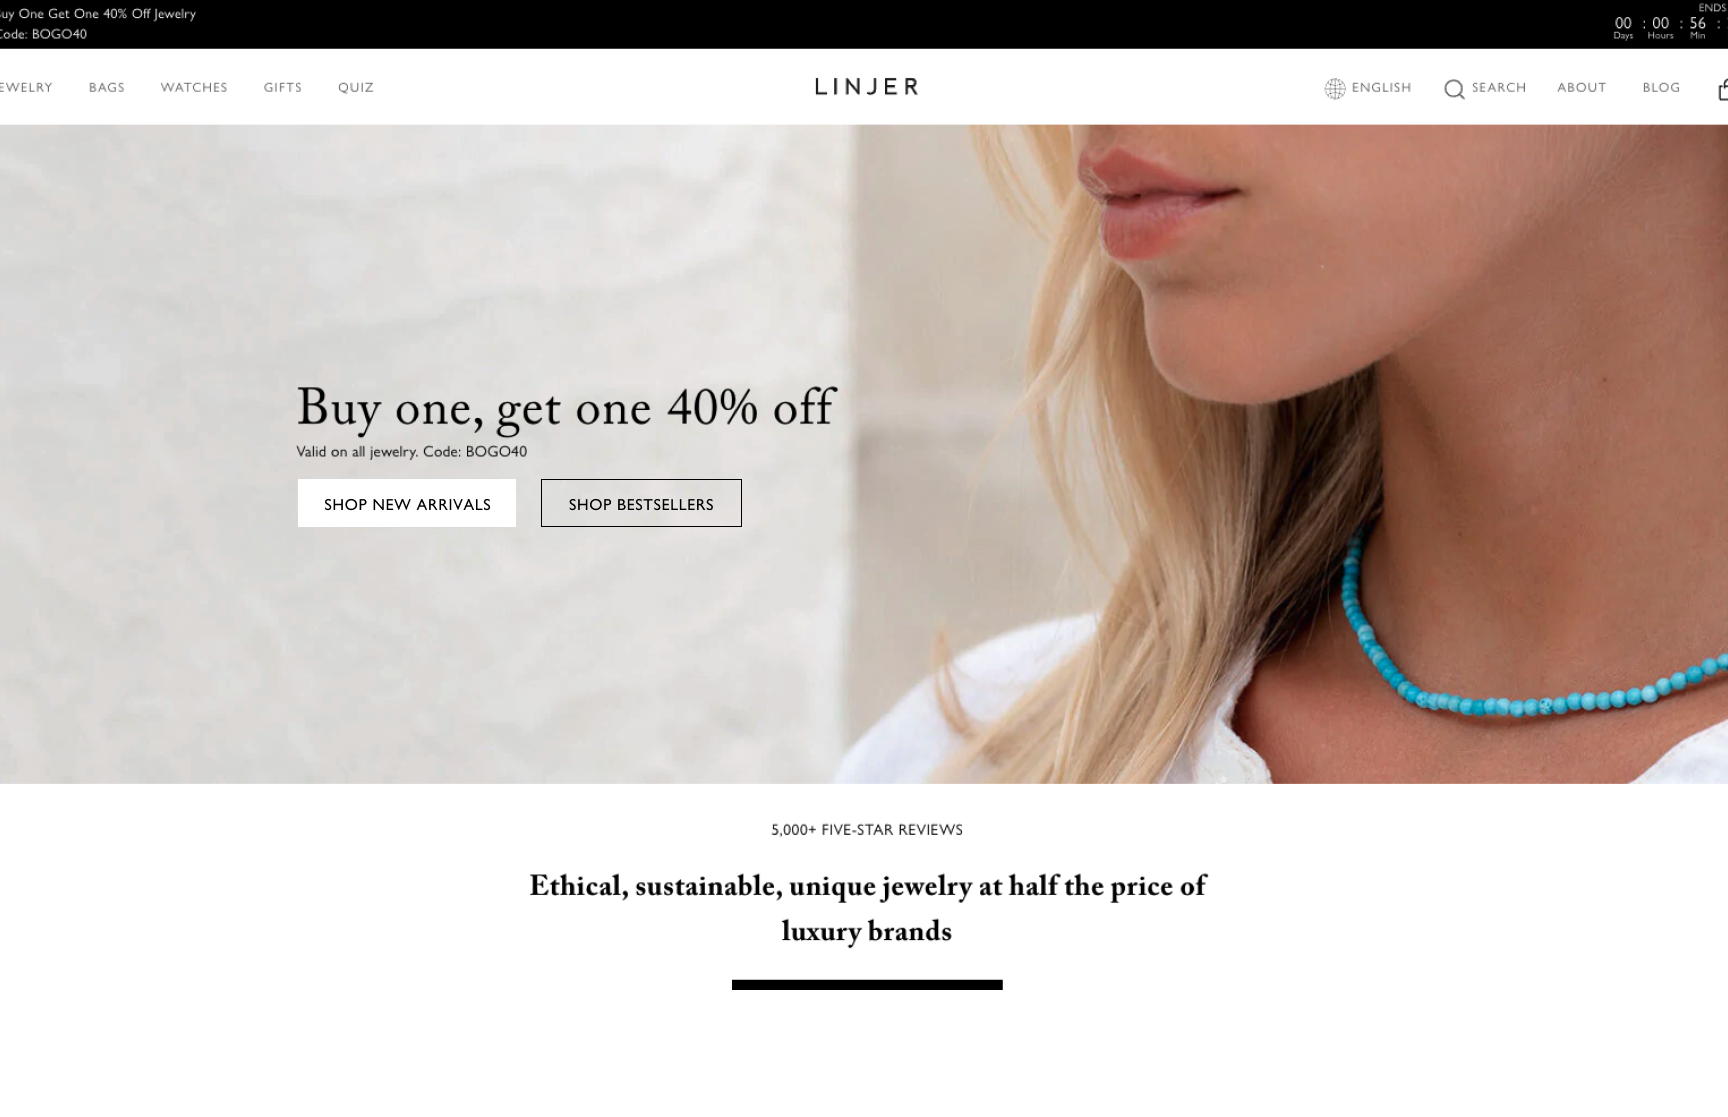 uy One Get One 40% Off Jewelry
Code: BOGO40
ENDS
00 : 00 : 56 :
Days Hours Min
EWELRY BAGS WATCHES GIFTS QUIZ
LINJER
ENGLISH SEARCH ABOUT BLOG
Buy one, get one 40% off
Valid on all jewelry. Code: BOGO40
SHOP NEW ARRIVALS SHOP BESTSELLERS
5,000+ FIVE-STAR REVIEWS
Ethical, sustainable, unique jewelry at half the price of
luxury brands